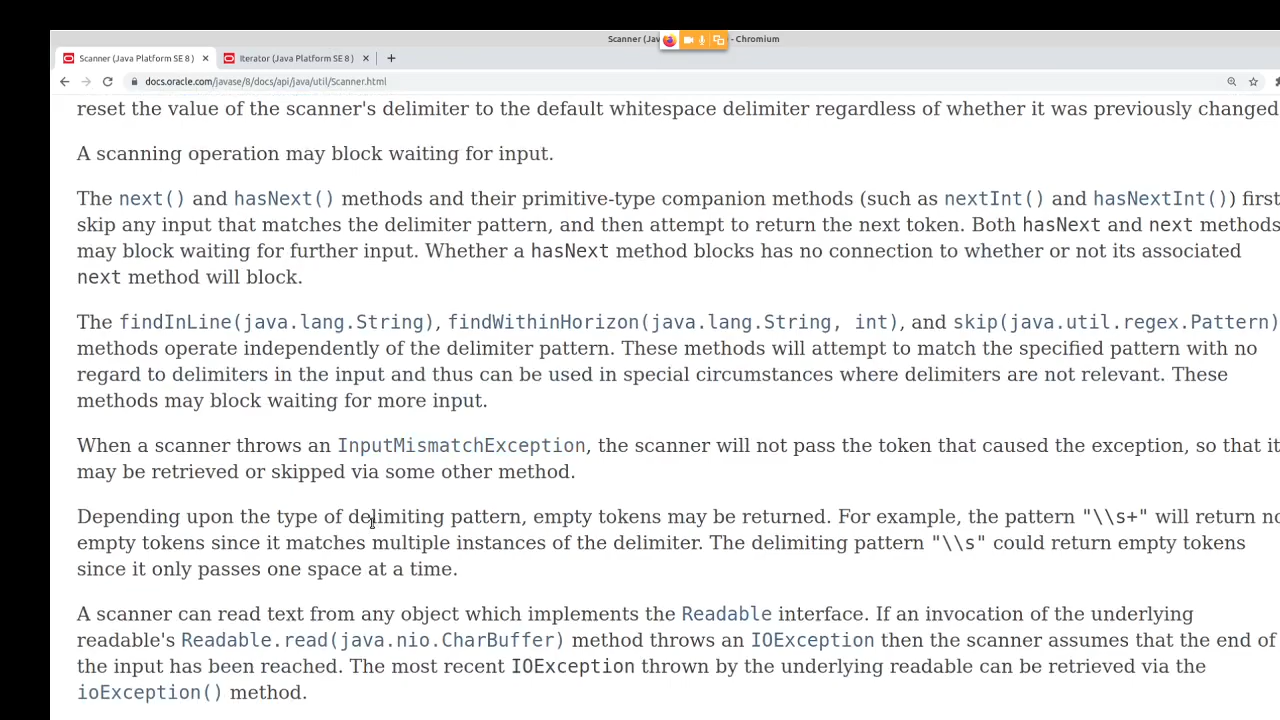 Scanner (Jav - Chromium
Scanner (Java Platform SE 8 ) Iterator (Java Platform SE 8 )
docs.oracle.com/javase/8/docs/api/java/util/Scanner.html
reset the value of the scanner's delimiter to the default whitespace delimiter regardless of whether it was previously changed
A scanning operation may block waiting for input.
The next() and hasNext() methods and their primitive-type companion methods (such as nextInt() and hasNextInt()) first
skip any input that matches the delimiter pattern, and then attempt to return the next token. Both hasNext and next methods
may block waiting for further input. Whether a hasNext method blocks has no connection to whether or not its associated
next method will block.
The findInLine(java.lang.String), findWithinHorizon(java.lang.String, int), and skip(java.util.regex.Pattern)
methods operate independently of the delimiter pattern. These methods will attempt to match the specified pattern with no
regard to delimiters in the input and thus can be used in special circumstances where delimiters are not relevant. These
methods may block waiting for more input.
When a scanner throws an InputMismatchException, the scanner will not pass the token that caused the exception, so that it
may be retrieved or skipped via some other method.
Depending upon the type of delimiting pattern, empty tokens may be returned. For example, the pattern "\\s+" will return no
empty tokens since it matches multiple instances of the delimiter. The delimiting pattern "\\s" could return empty tokens
since it only passes one space at a time.
A scanner can read text from any object which implements the Readable interface. If an invocation of the underlying
readable's Readable.read(java.nio.CharBuffer) method throws an IOException then the scanner assumes that the end of
the input has been reached. The most recent IOException thrown by the underlying readable can be retrieved via the
ioException() method.